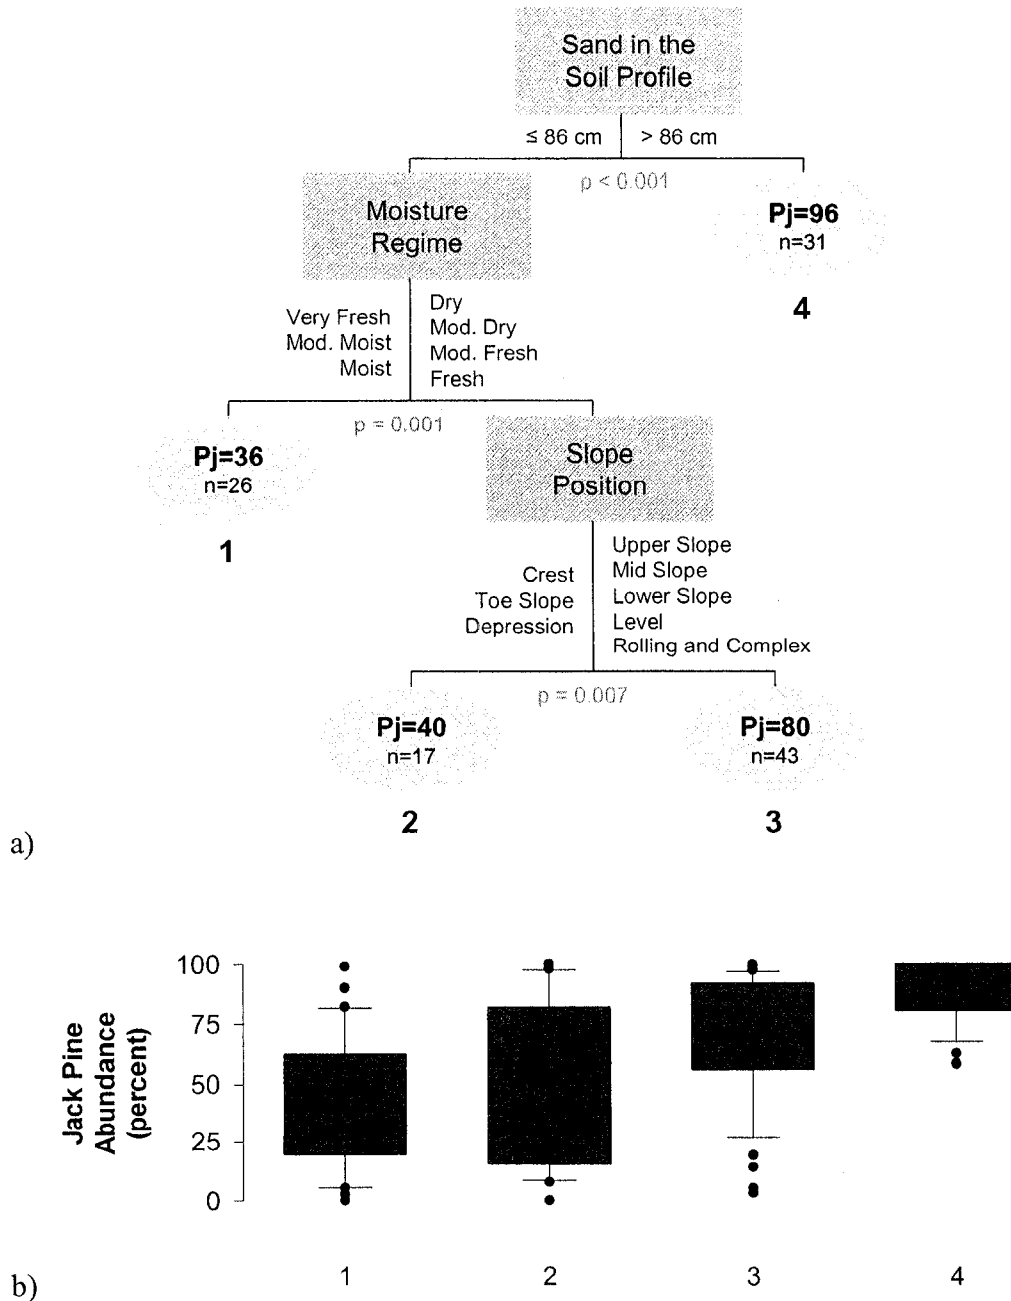 Sand in the
Soil Profile
≤ 86 cm
> 86 cm
p < 0.001
Moisture
Regime
Pj=96
n=31
4
Very Fresh
Mod. Moist
Moist
Dry
Mod. Dry
Mod. Fresh
Fresh
p = 0.001
Pj=36
n=26
1
Slope
Position
Crest
Toe Slope
Depression
Upper Slope
Mid Slope
Lower Slope
Level
Rolling and Complex
p = 0.007
Pj=40
n=17
2
Pj=80
n=43
3
a)
Jack Pine
Abundance
(percent)
100
75
50
25
0
1
2
3
4
b)